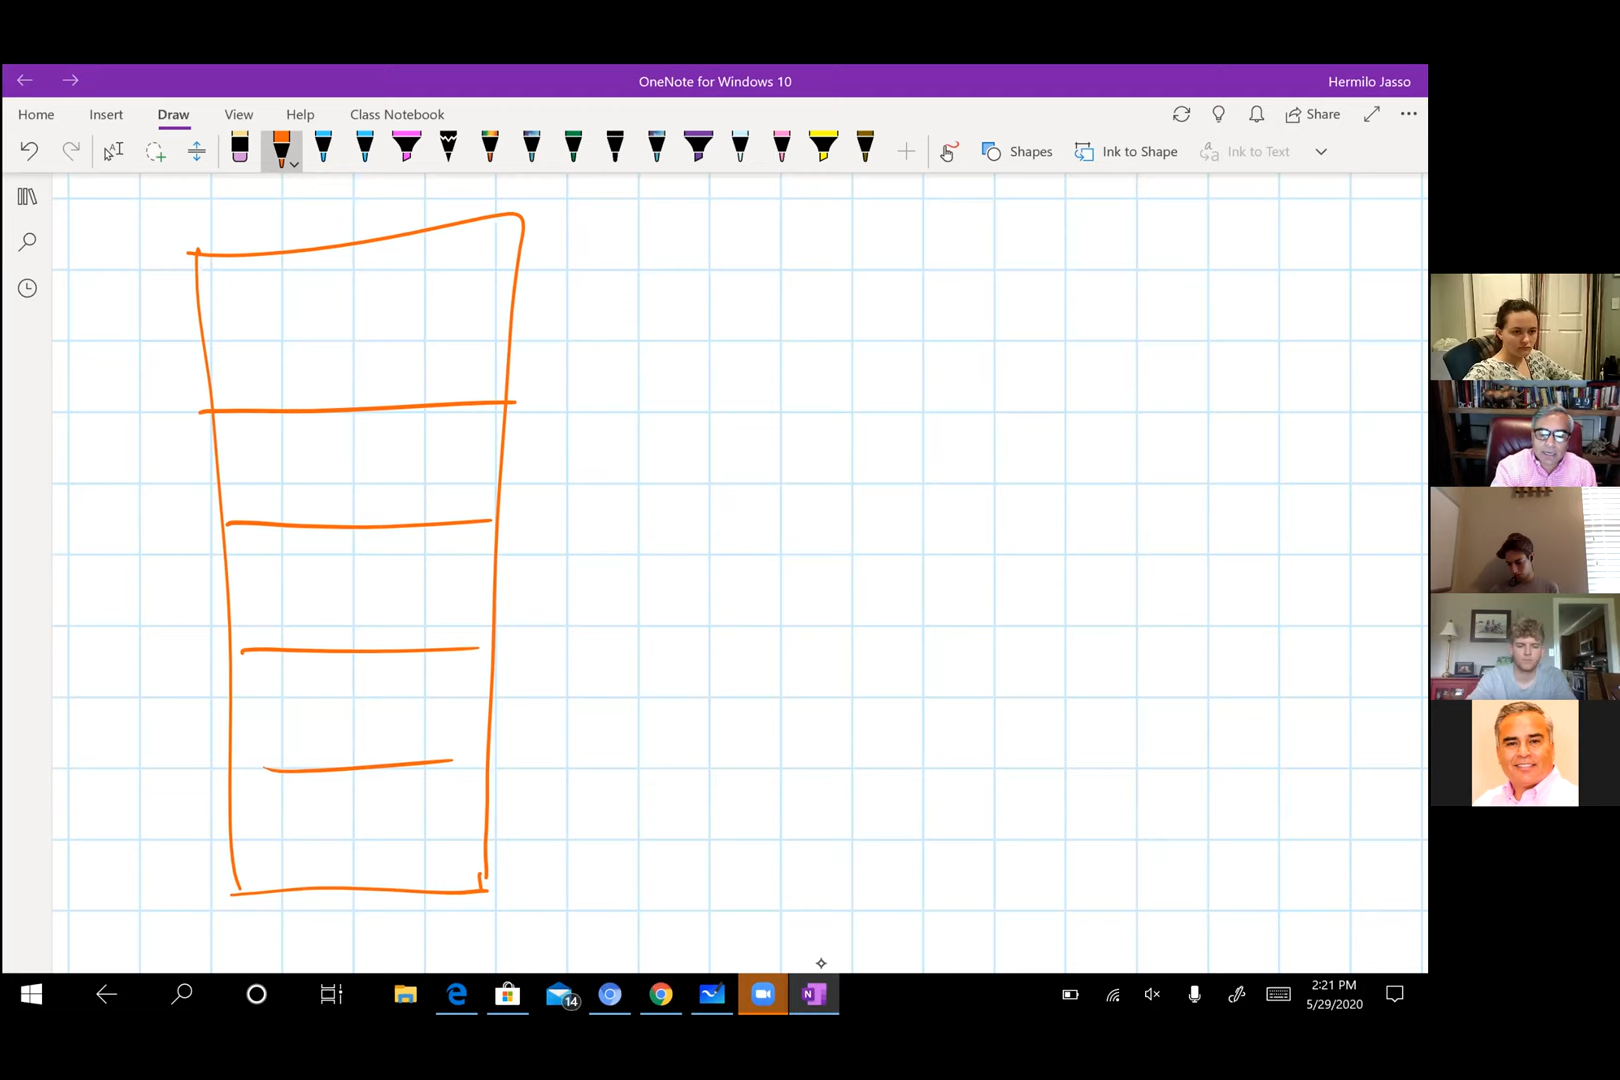 OneNote for Windows 10
Hermilo Jasso
Home Insert Draw View Help Class Notebook
Share
Shapes Ink to Shape Ink to Text
14
N
2:21 PM
5/29/2020